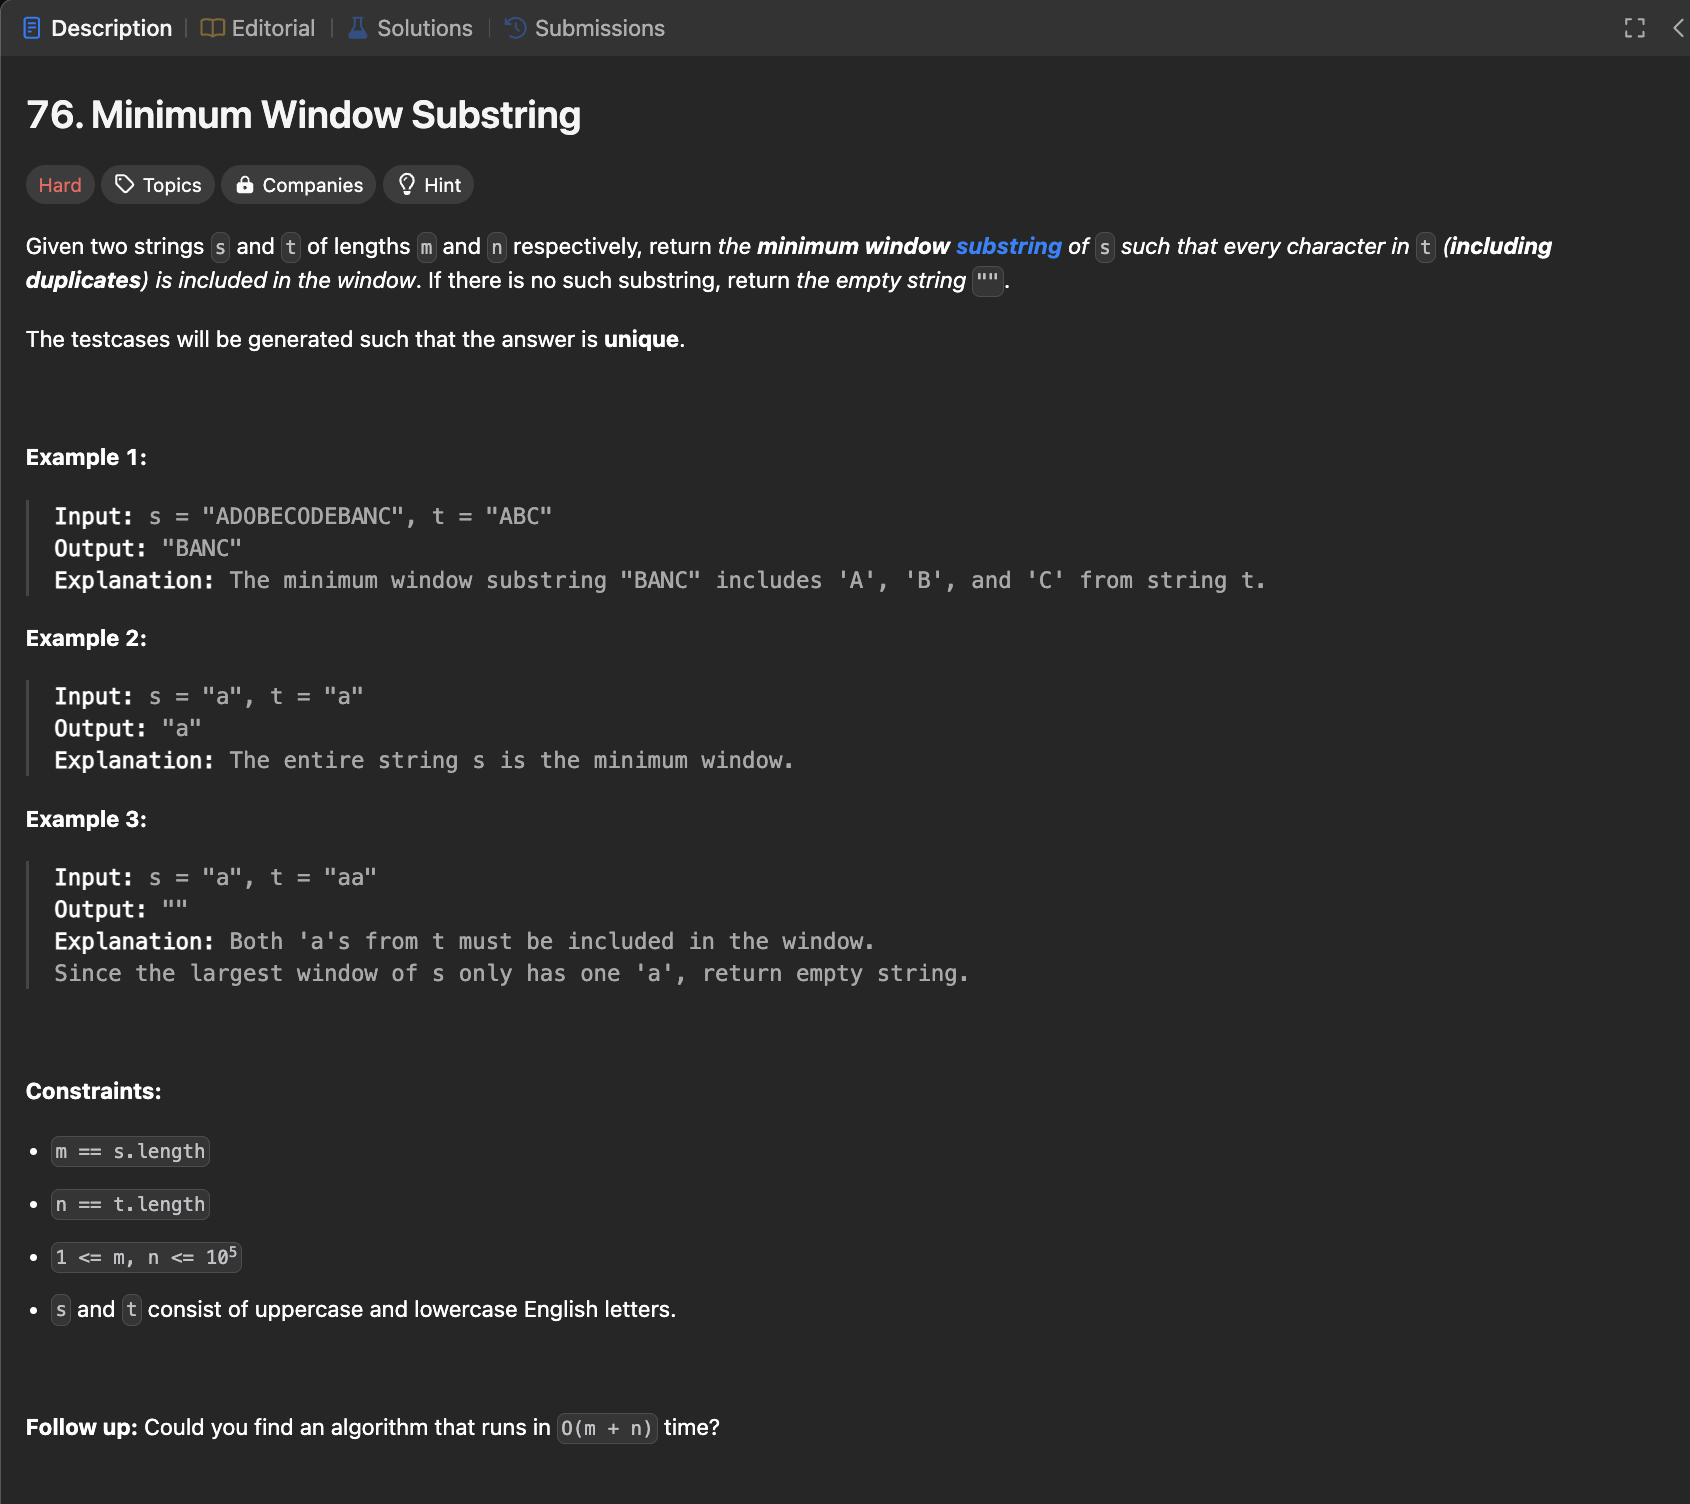 Description | Editorial | Solutions | Submissions
76. Minimum Window Substring
Hard Topics Companies Hint
Given two strings s and t of lengths m and n respectively, return the minimum window substring of s such that every character in t (including
duplicates) is included in the window. If there is no such substring, return the empty string "".
The testcases will be generated such that the answer is unique.
Example 1:
Input: s = "ADOBECODEBANC", t = "ABC"
Output: "BANC"
Explanation: The minimum window substring "BANC" includes 'A', 'B', and 'C' from string t.
Example 2:
Input: s = "a", t = "a"
Output: "a"
Explanation: The entire string s is the minimum window.
Example 3:
Input: s = "a", t = "aa"
Output: ""
Explanation: Both 'a's from t must be included in the window.
Since the largest window of s only has one 'a', return empty string.
Constraints:
• m == s.length
• n == t.length
• 1 <= m, n <= 10⁵
• s and t consist of uppercase and lowercase English letters.
Follow up: Could you find an algorithm that runs in O(m + n) time?